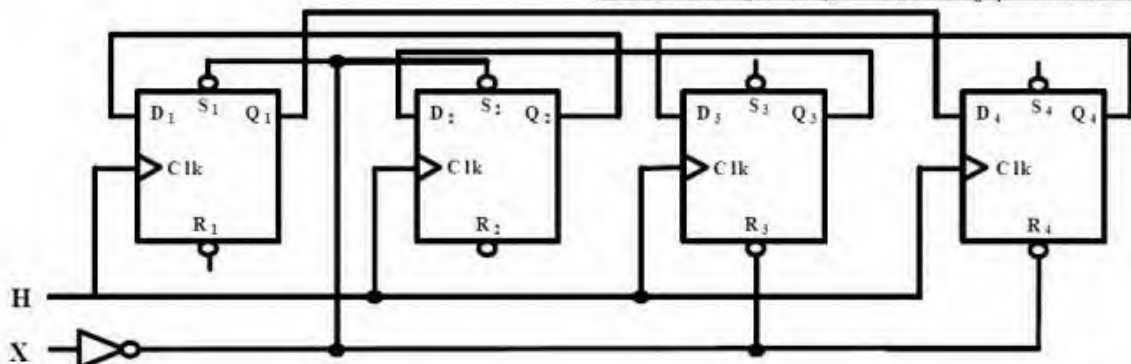 S₁ S₂ S₃ S₄
D₁ Q₁ D₂ Q₂ D₃ Q₃ D₄ Q₄
Clk Clk Clk Clk
R₁ R₂ R₃ R₄
H
X